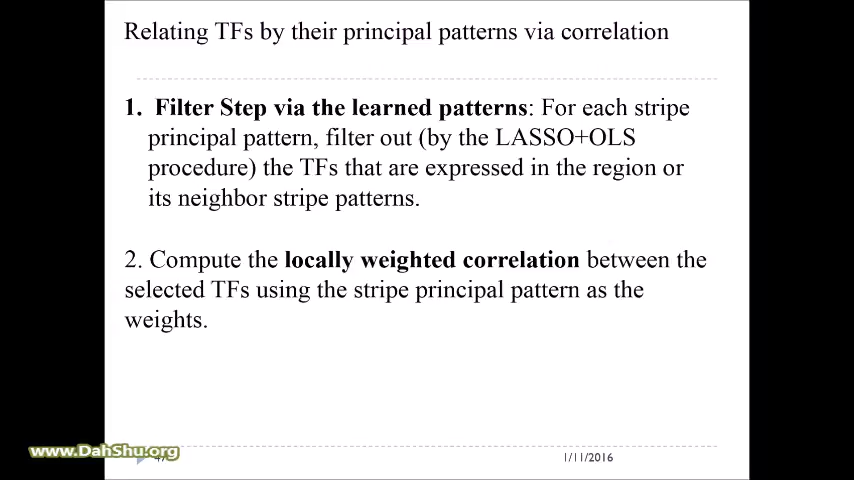 Relating TFs by their principal patterns via correlation
1. Filter Step via the learned patterns: For each stripe
principal pattern, filter out (by the LASSO+OLS
procedure) the TFs that are expressed in the region or
its neighbor stripe patterns.
2. Compute the locally weighted correlation between the
selected TFs using the stripe principal pattern as the
weights.
www.DahShu.org
1/11/2016